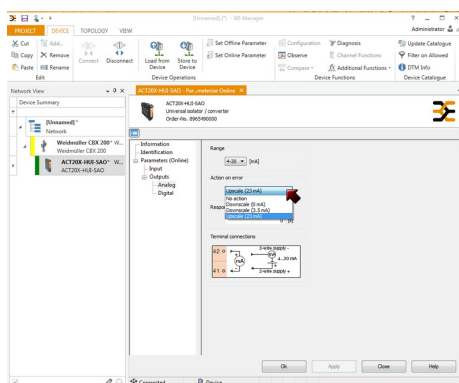 [Unnamed] (*) - WI-Manager
PROJECT DEVICE TOPOLOGY VIEW
Administrator
Cut Add...
Copy Remove
Paste Rename
Connect Disconnect
Load from Device
Store to Device
Set Offline Parameter
Set Online Parameter
Configuration Diagnosis
Observe Channel Functions
Compare Additional Functions
Update Catalogue
Filter on Allowed
DTM Info
Edit Device Operations Device Functions Device Catalogue
Network View
Device Summary
[Unnamed]*
Network
Weidmüller CBX 200* W...
Weidmüller CBX 200
ACT20X-HUI-SAO* W...
ACT20X-HUI-SAO
ACT20X-HUI-SAO - Par...meterize Online
ACT20X-HUI-SAO
Universal isolator / converter
Order-No. 8965490000
Information
Identification
Parameters (Online)
Input
Outputs
Analog
Digital
Range
4-20 [mA]
Action on error
Upscale (23 mA)
No action
Downscale (0 mA)
Downscale (3.5 mA)
Upscale (23 mA)
Respo
0 [s]
Terminal connections
42
41
2-wire supply -
mA
mA
4...20 mA
2-wire supply +
Ok Apply Close Help
Connected Device